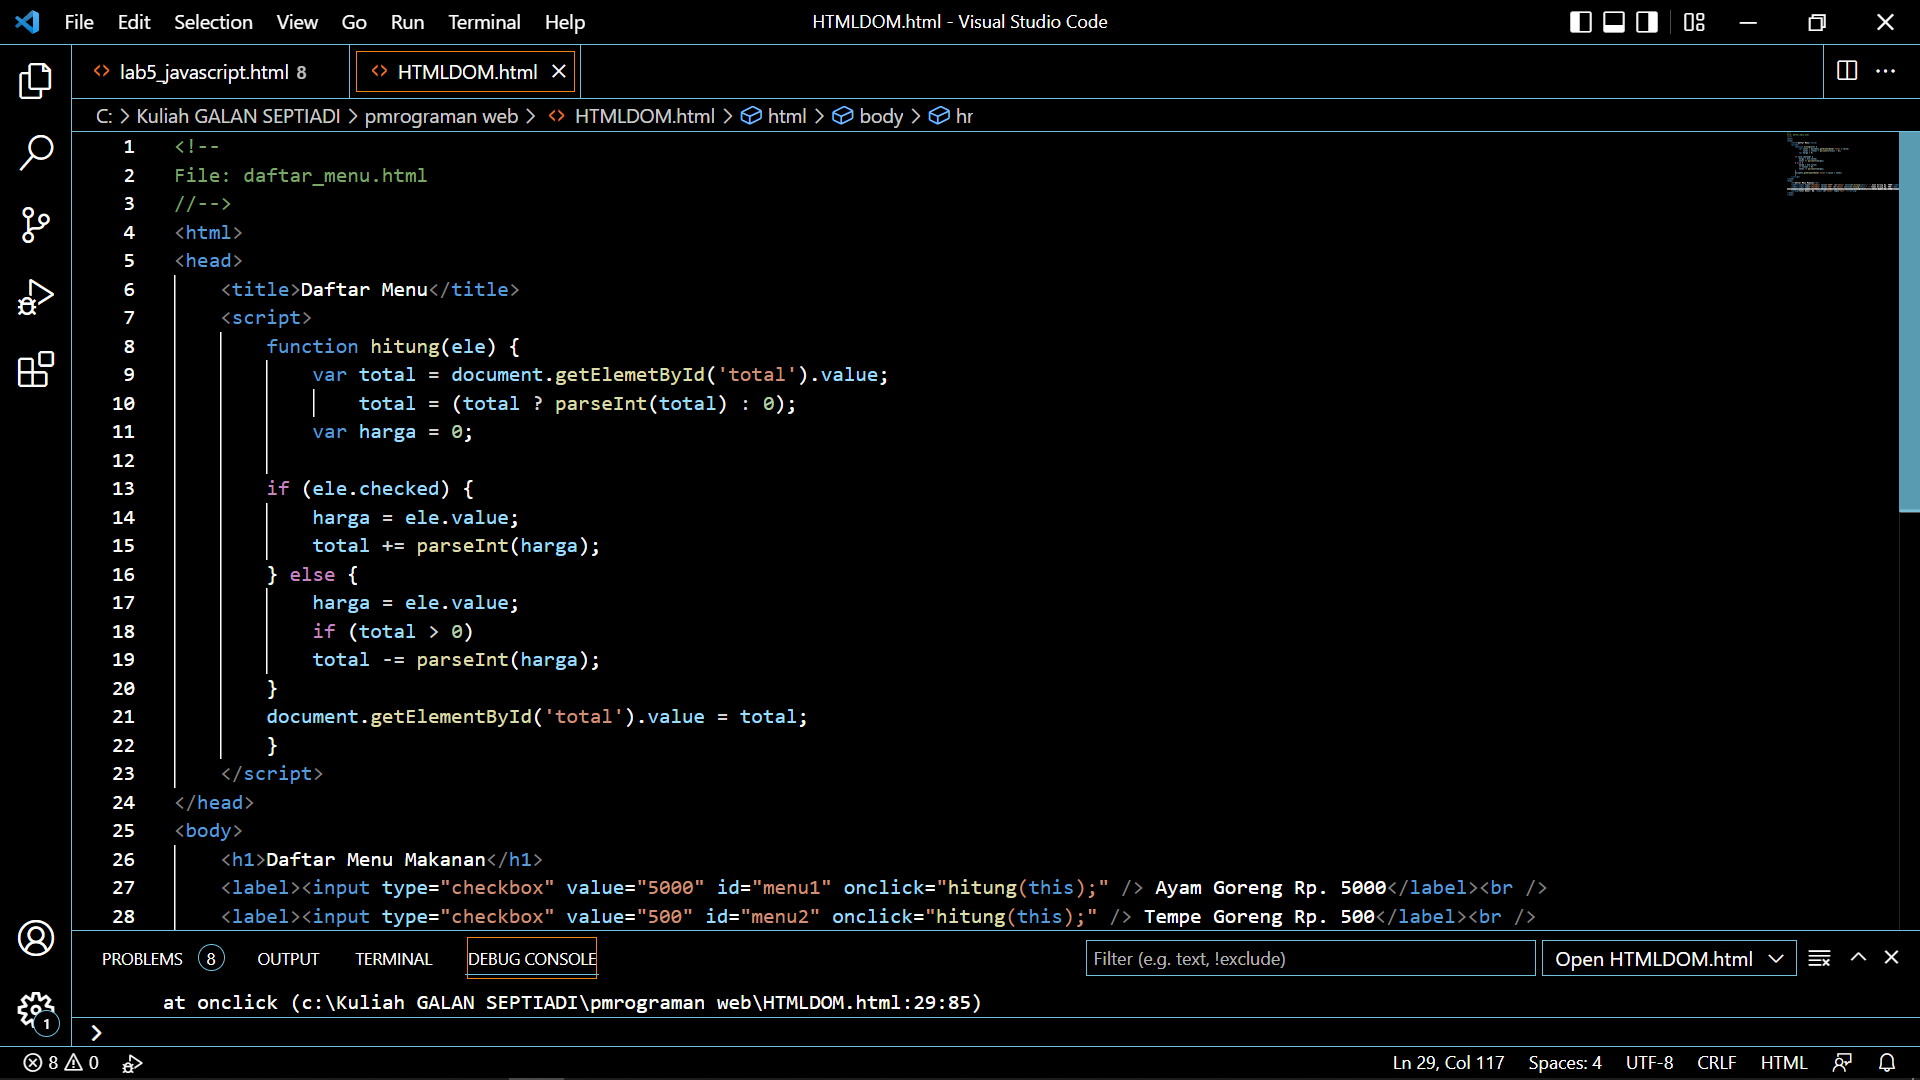 File Edit Selection View Go Run Terminal Help HTMLDOM.html - Visual Studio Code
lab5_javascript.html 8 HTMLDOM.html
C: > Kuliah GALAN SEPTIADI > pmrograman web > HTMLDOM.html > html > body > hr
1 <!--
2 File: daftar_menu.html
3 //-->
4 <html>
5 <head>
6 <title>Daftar Menu</title>
7 <script>
8 function hitung(ele) {
9 var total = document.getElemetById('total').value;
10 total = (total ? parseInt(total) : 0);
11 var harga = 0;
12
13 if (ele.checked) {
14 harga = ele.value;
15 total += parseInt(harga);
16 } else {
17 harga = ele.value;
18 if (total > 0)
19 total -= parseInt(harga);
20 }
21 document.getElementById('total').value = total;
22 }
23 </script>
24 </head>
25 <body>
26 <h1>Daftar Menu Makanan</h1>
27 <label><input type="checkbox" value="5000" id="menu1" onclick="hitung(this);" /> Ayam Goreng Rp. 5000</label><br />
28 <label><input type="checkbox" value="500" id="menu2" onclick="hitung(this);" /> Tempe Goreng Rp. 500</label><br />
PROBLEMS 8 OUTPUT TERMINAL DEBUG CONSOLE Filter (e.g. text, !exclude) Open HTMLDOM.html
at onclick (c:\Kuliah GALAN SEPTIADI\pmrograman web\HTMLDOM.html:29:85)
>
1
8 0 Ln 29, Col 117 Spaces: 4 UTF-8 CRLF HTML